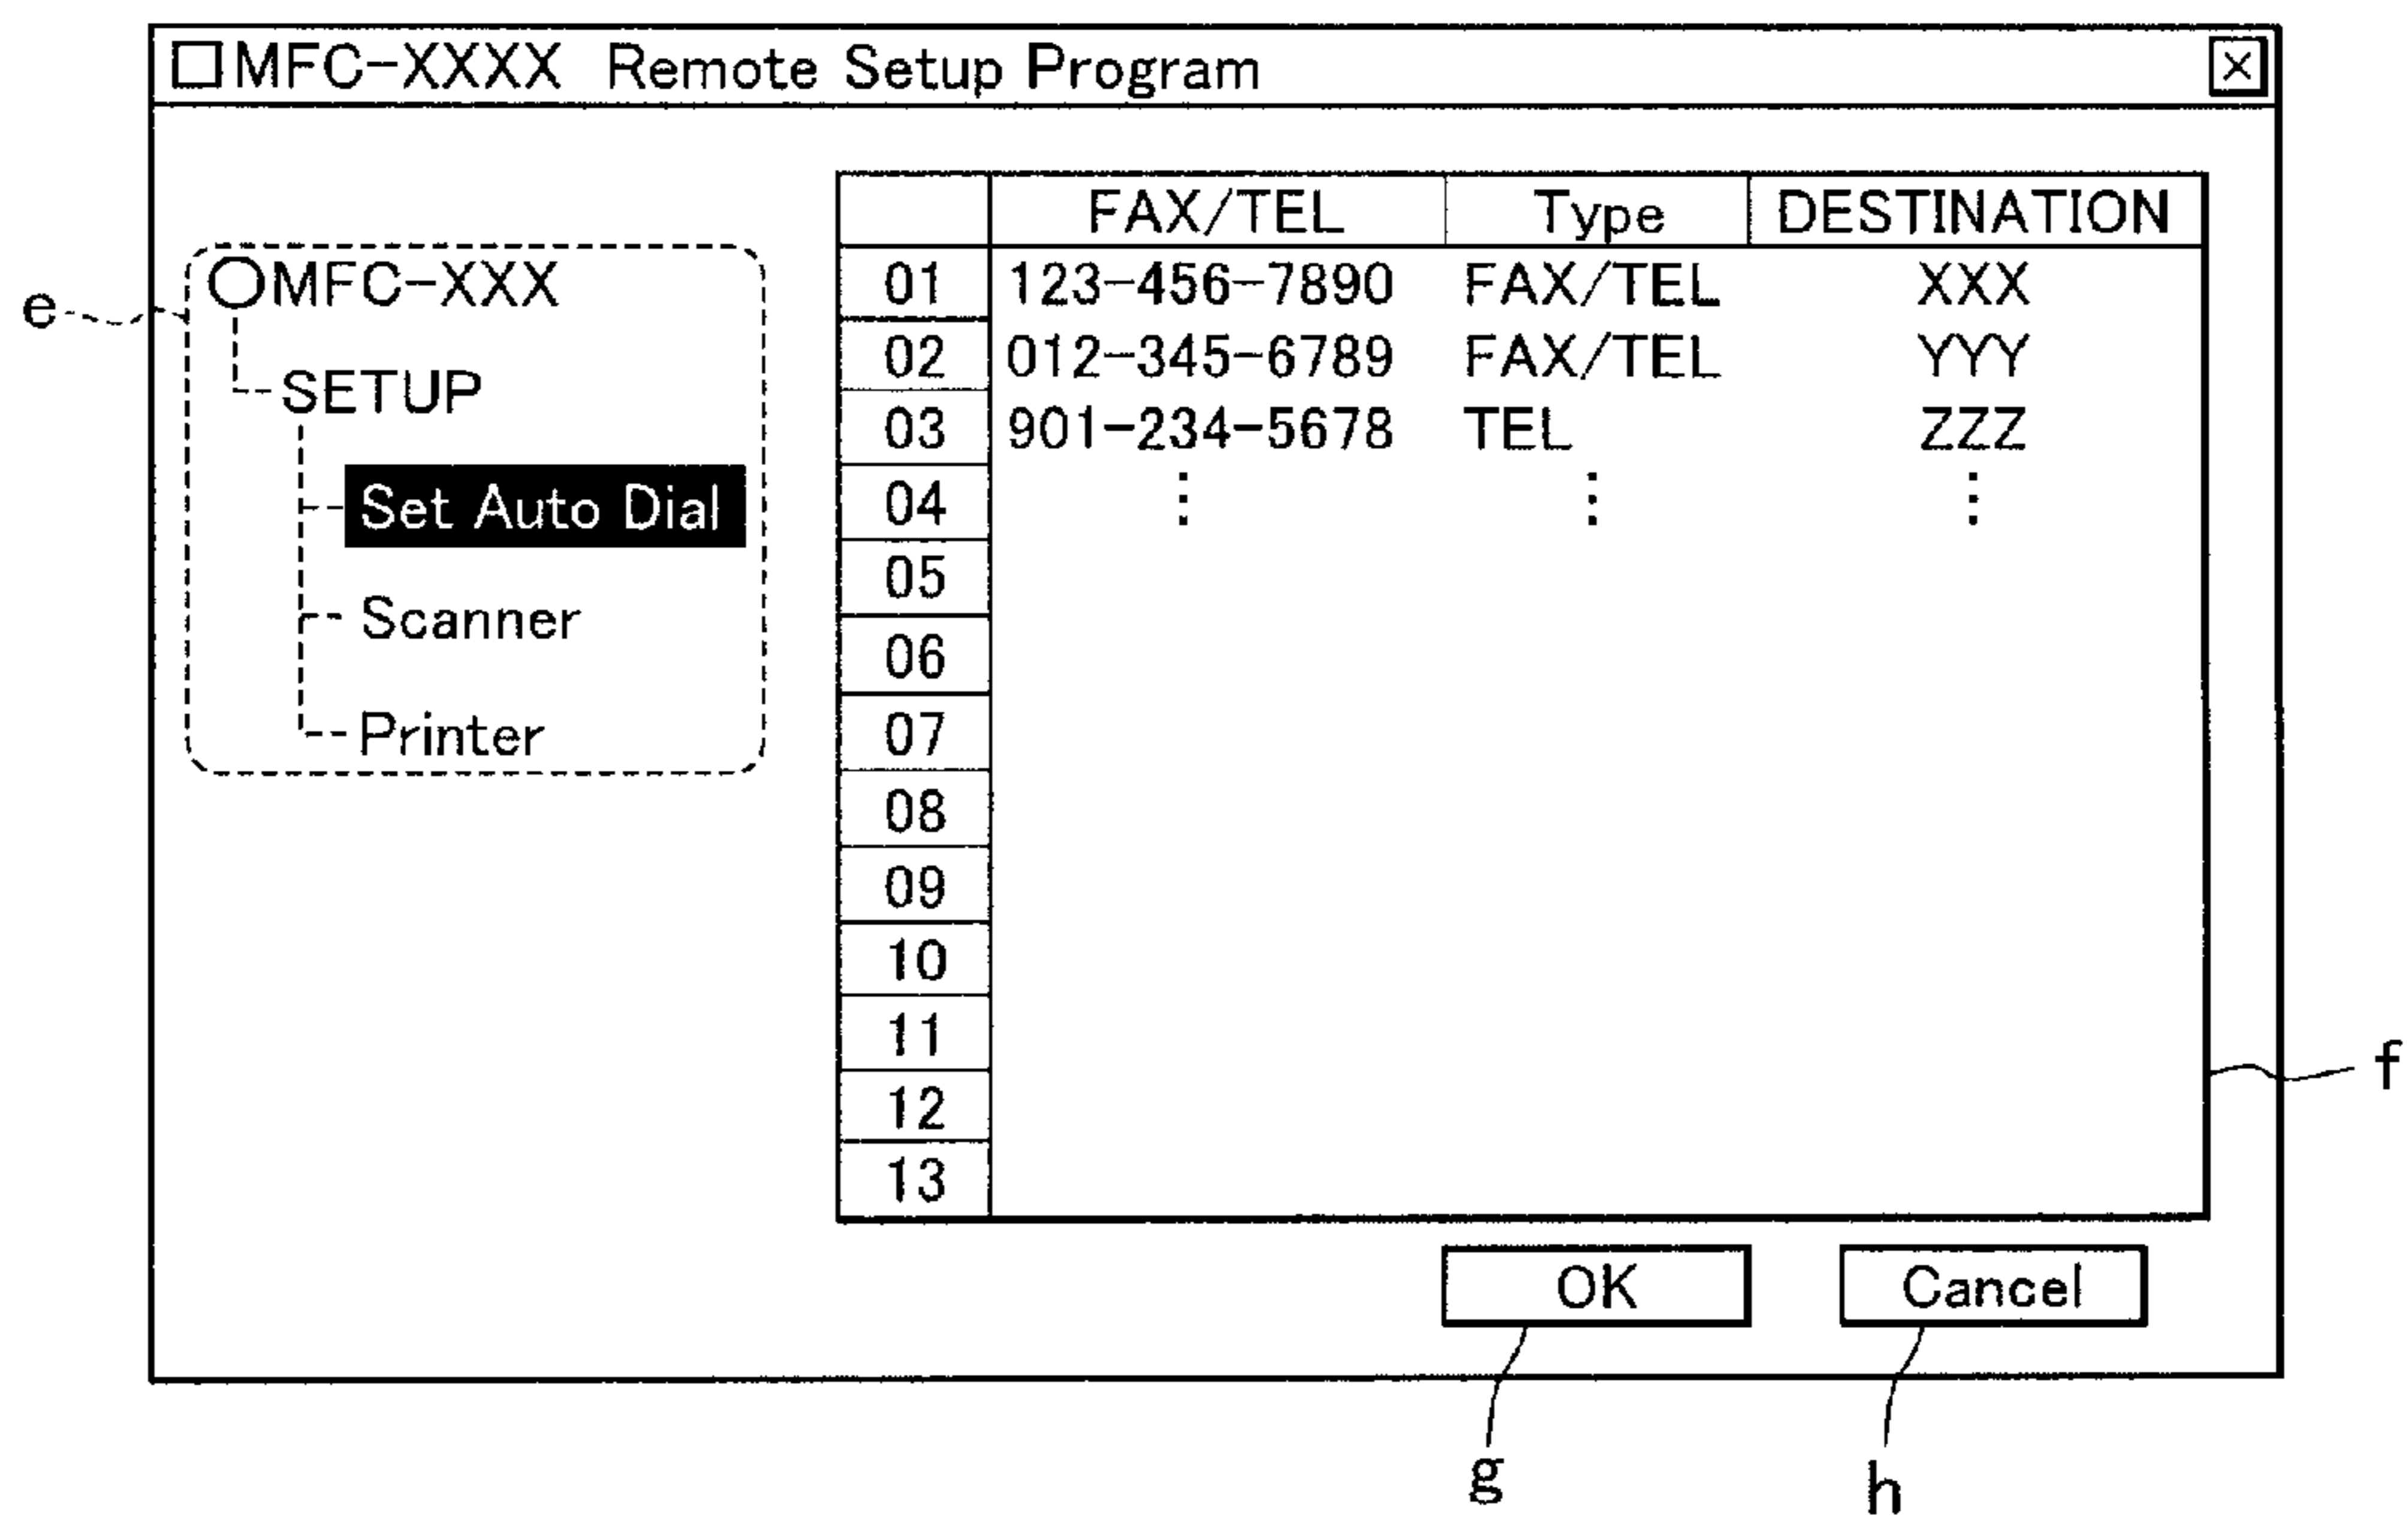 □MFC-XXXX Remote Setup Program ×
FAX/TEL Type DESTINATION
e
○MFC-XXX
SETUP
Set Auto Dial
Scanner
Printer
01 123-456-7890 FAX/TEL XXX
02 012-345-6789 FAX/TEL YYY
03 901-234-5678 TEL ZZZ
04 ⋮ ⋮ ⋮
05
06
07
08
09
10
11
12
13
f
OK Cancel
g h